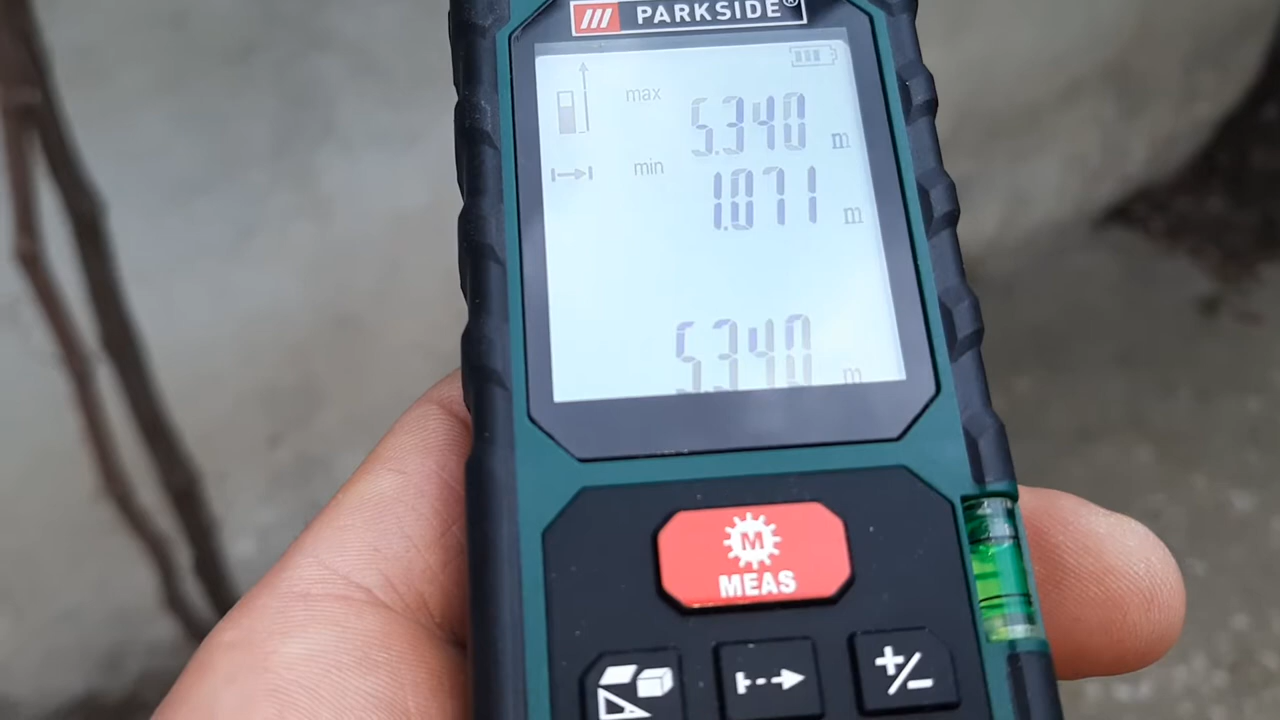 PARKSIDE®
max 5.340 m
min 1.071 m
5.340 m
M
MEAS
+/-